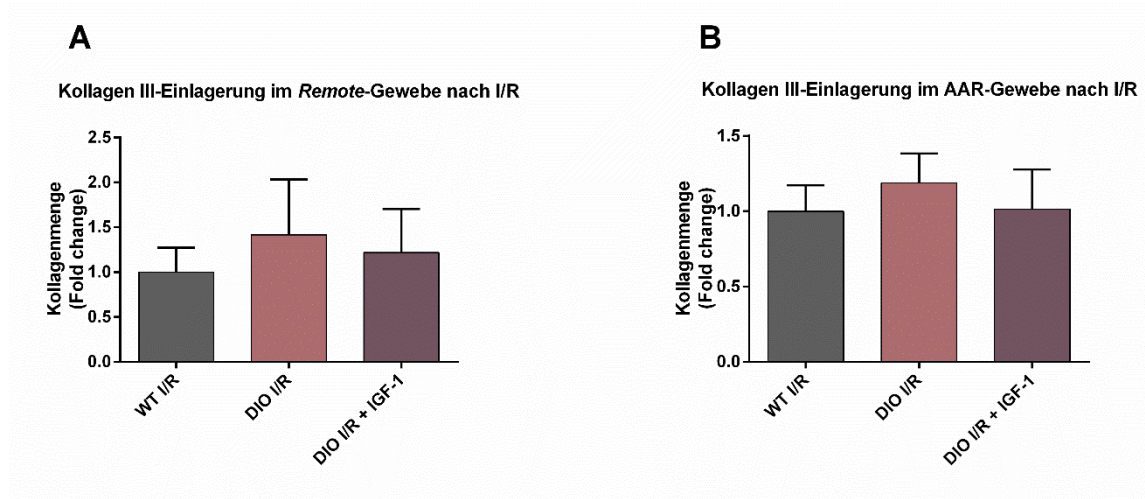 A
Kollagen III-Einlagerung im Remote-Gewebe nach I/R
Kollagenmenge
(Fold change)
2.5
2.0
1.5
1.0
0.5
0.0
WT I/R
DIO I/R
DIO I/R + IGF-1
B
Kollagen III-Einlagerung im AAR-Gewebe nach I/R
Kollagenmenge
(Fold change)
1.5
1.0
0.5
0.0
WT I/R
DIO I/R
DIO I/R + IGF-1